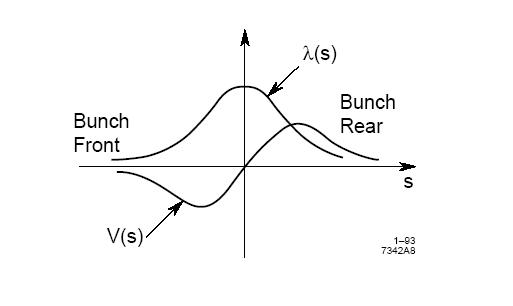 λ(s)
Bunch
Rear
Bunch
Front
s
V(s)
1–93
7342A8